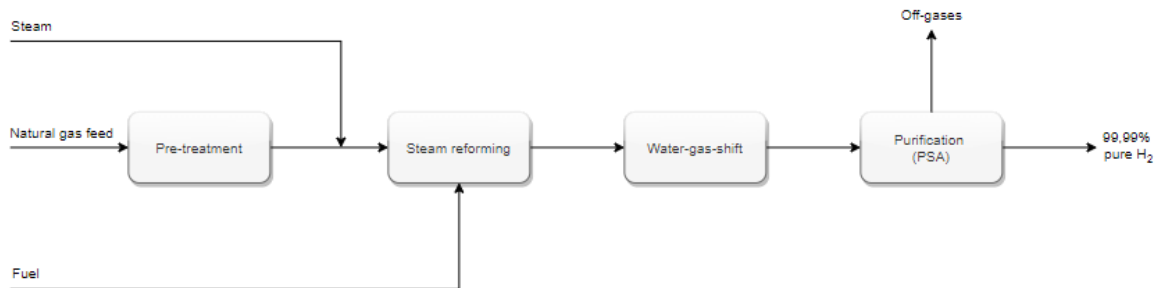 Steam
Off-gases
Natural gas feed
Pre-treatment
Steam reforming
Water-gas-shift
Purification
(PSA)
99,99%
pure H₂
Fuel